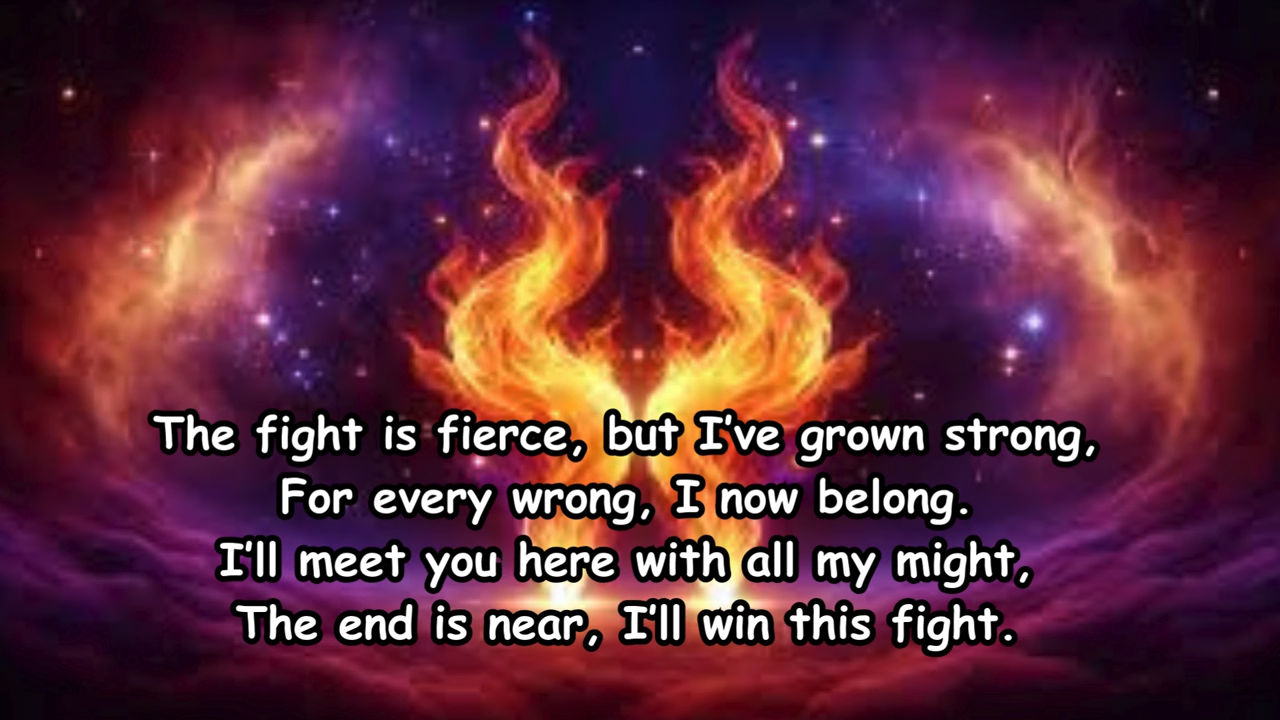 The fight is fierce, but I've grown strong,
For every wrong, I now belong.
I'll meet you here with all my might,
The end is near, I'll win this fight.